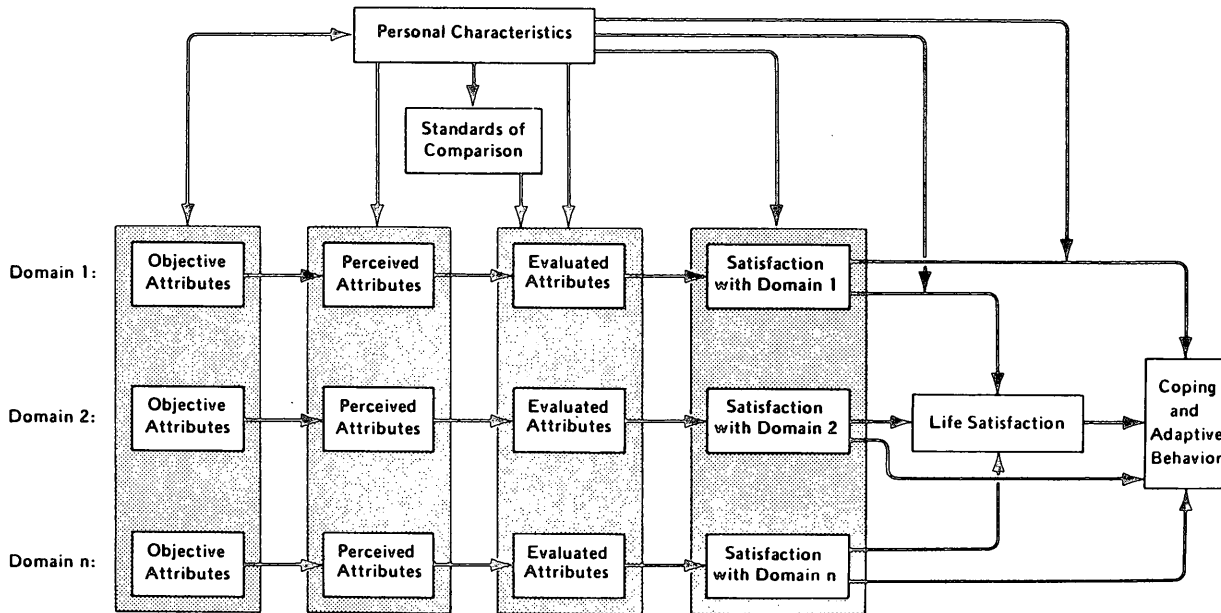 Personal Characteristics
Standards of
Comparison
Domain 1:
Objective
Attributes
Perceived
Attributes
Evaluated
Attributes
Satisfaction
with Domain 1
Domain 2:
Objective
Attributes
Perceived
Attributes
Evaluated
Attributes
Satisfaction
with Domain 2
Life Satisfaction
Coping
and
Adaptive
Behavior
Domain n:
Objective
Attributes
Perceived
Attributes
Evaluated
Attributes
Satisfaction
with Domain n